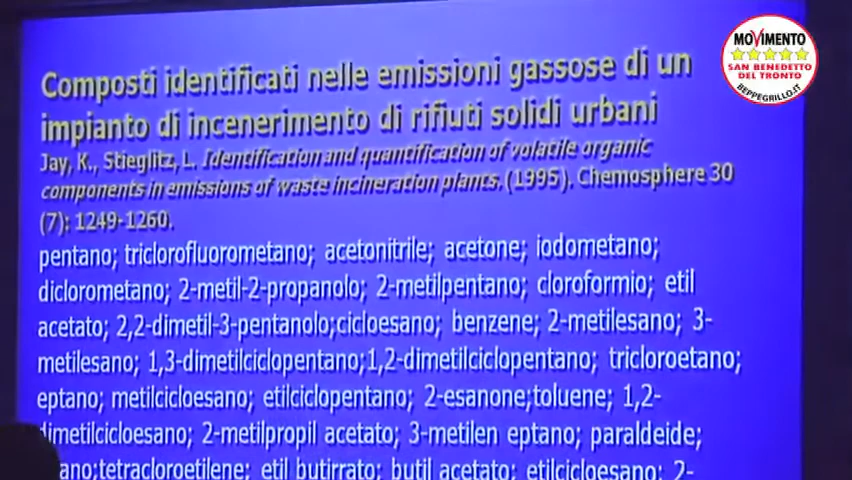 MOVIMENTO
SAN BENEDETTO
DEL TRONTO
BEPPEGRILLO.IT
Composti identificati nelle emissioni gassose di un
impianto di incenerimento di rifiuti solidi urbani
Jay, K., Stieglitz, L. Identification and quantification of volatile organic
components in emissions of waste incineration plants. (1995). Chemosphere 30
(7): 1249-1260.
pentano; triclorofluorometano; acetonitrile; acetone; iodometano;
diclorometano; 2-metil-2-propanolo; 2-metilpentano; cloroformio; etil
acetato; 2,2-dimetil-3-pentanolo;cicloesano; benzene; 2-metilesano; 3-
metilesano; 1,3-dimetilciclopentano;1,2-dimetilciclopentano; tricloroetano;
eptano; metilcicloesano; etilciclopentano; 2-esanone;toluene; 1,2-
dimetilcicloesano; 2-metilpropil acetato; 3-metilen eptano; paraldeide;
tetracloroetilene; etil butirrato; butil acetato; etilcicloesano; 2-